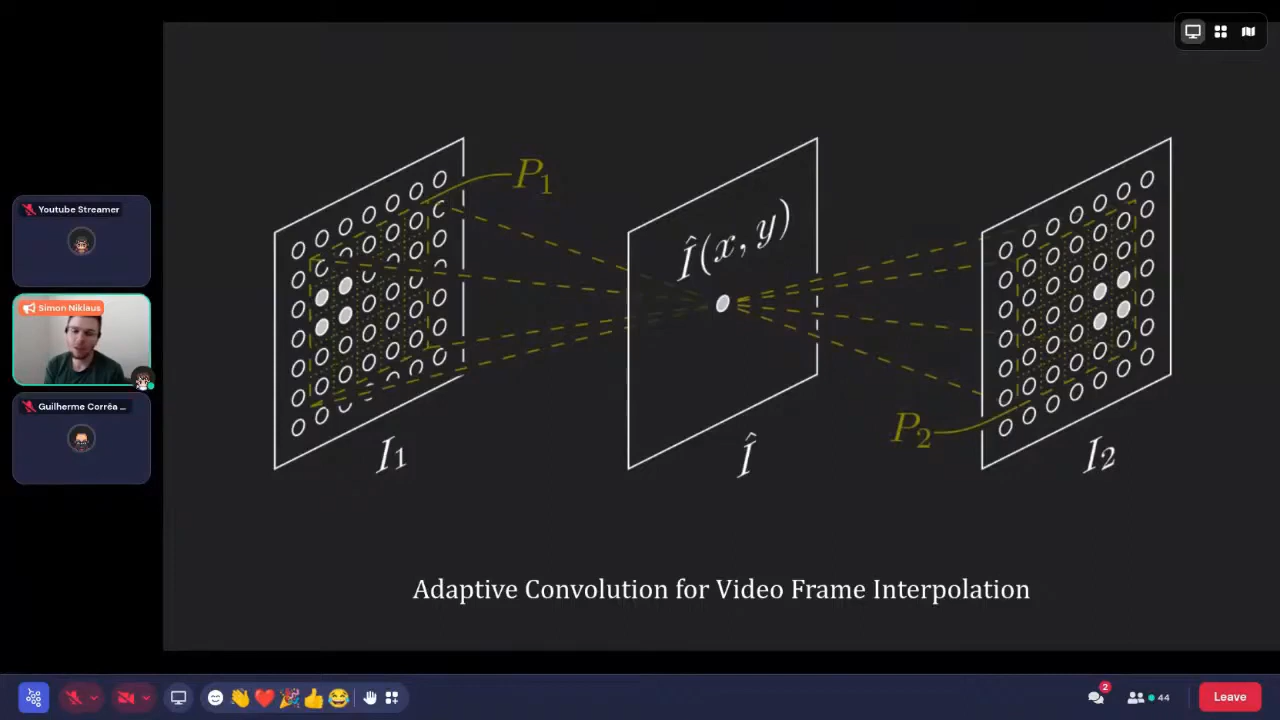 Youtube Streamer
Simon Niklaus
Guilherme Corrêa ...
P₁
Î(x, y)
P₂
I₁
Î
I₂
Adaptive Convolution for Video Frame Interpolation
2
44
Leave